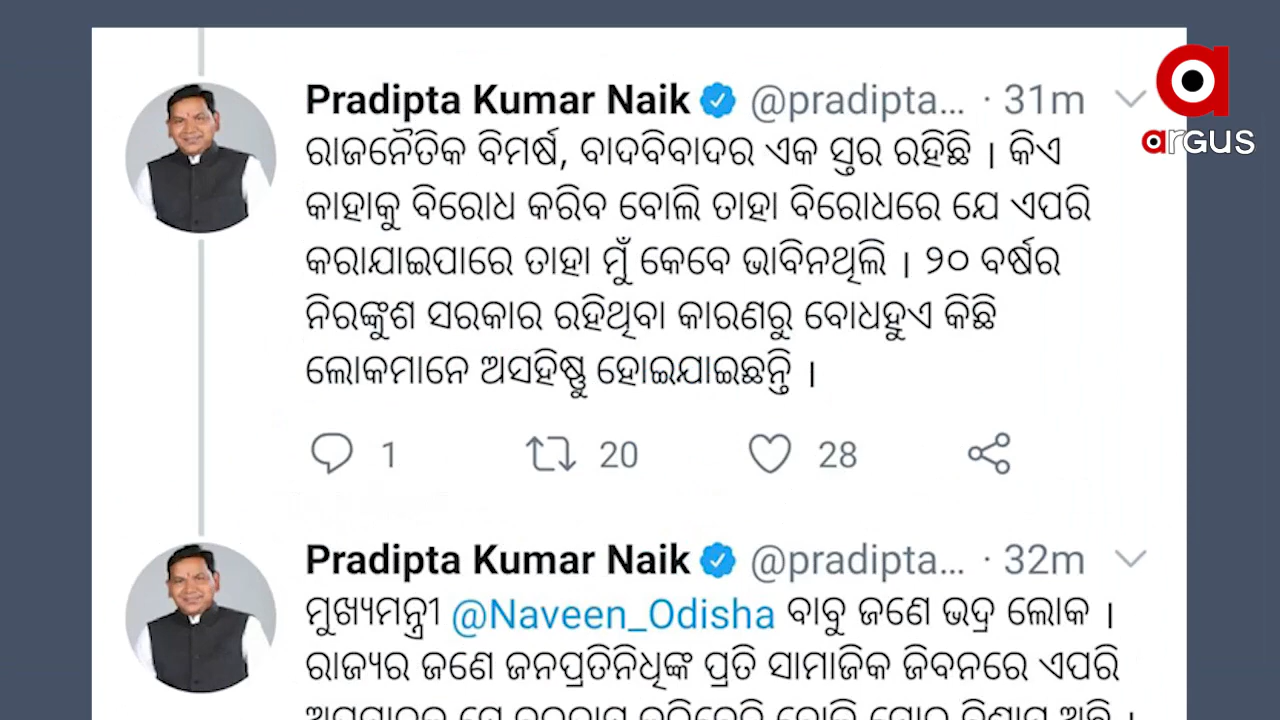 Pradipta Kumar Naik @pradipta... · 31m
argus
ରାଜନୈତିକ ବିମର୍ଷ, ବାଦବିବାଦର ଏକ ସ୍ତର ରହିଛି । କିଏ
କାହାକୁ ବିରୋଧ କରିବ ବୋଲି ତାହା ବିରୋଧରେ ଯେ ଏପରି
କରାଯାଇପାରେ ତାହା ମୁଁ କେବେ ଭାବିନଥିଲି । ୨୦ ବର୍ଷର
ନିରଙ୍କୁଶ ସରକାର ରହିଥିବା କାରଣରୁ ବୋଧହୁଏ କିଛି
ଲୋକମାନେ ଅସହିଷ୍ଣୁ ହୋଇଯାଇଛନ୍ତି ।
1 20 28
Pradipta Kumar Naik @pradipta... · 32m
ମୁଖ୍ୟମନ୍ତ୍ରୀ @Naveen_Odisha ବାବୁ ଜଣେ ଭଦ୍ର ଲୋକ ।
ରାଜ୍ୟର ଜଣେ ଜନପ୍ରତିନିଧିଙ୍କ ପ୍ରତି ସାମାଜିକ ଜିବନରେ ଏପରି